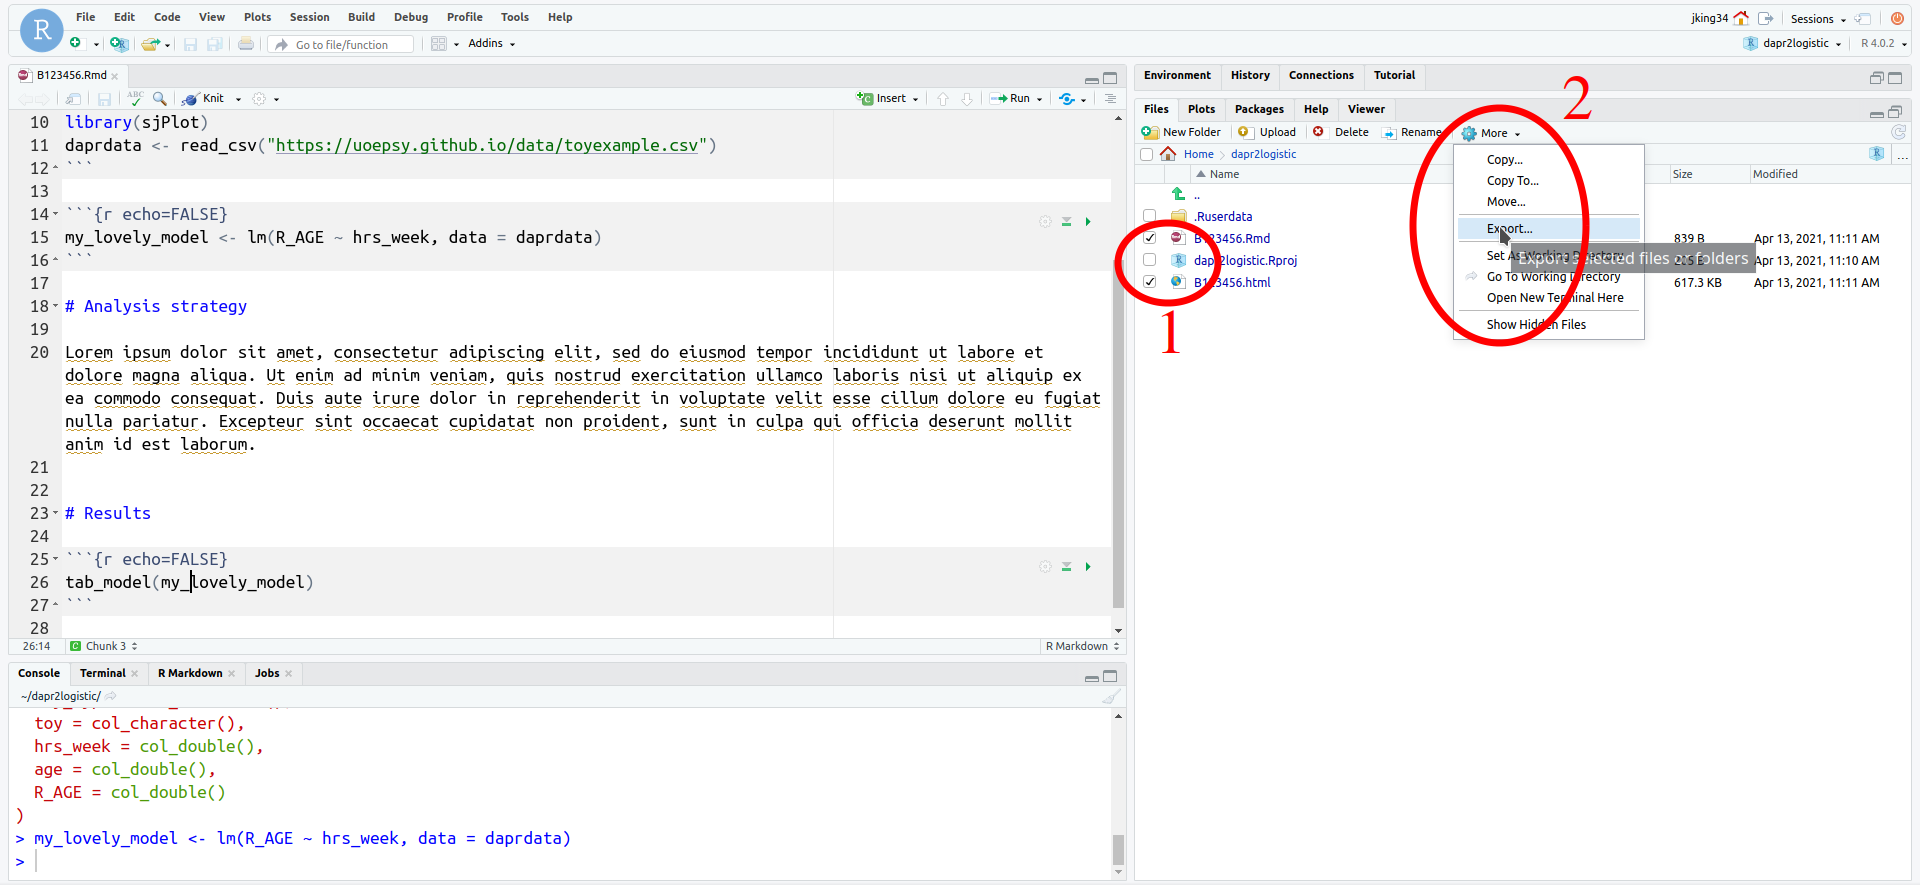 File Edit Code View Plots Session Build Debug Profile Tools Help
jking34 Sessions
Go to file/function Addins
dapr2logistic R 4.0.2
B123456.Rmd
ABC Knit Insert Run
10 library(sjPlot)
11 daprdata <- read_csv("https://uoepsy.github.io/data/toyexample.csv")
12 ```
13
14 ```{r echo=FALSE}
15 my_lovely_model <- lm(R_AGE ~ hrs_week, data = daprdata)
16 ```
17
18 # Analysis strategy
19
20 Lorem ipsum dolor sit amet, consectetur adipiscing elit, sed do eiusmod tempor incididunt ut labore et
dolore magna aliqua. Ut enim ad minim veniam, quis nostrud exercitation ullamco laboris nisi ut aliquip ex
ea commodo consequat. Duis aute irure dolor in reprehenderit in voluptate velit esse cillum dolore eu fugiat
nulla pariatur. Excepteur sint occaecat cupidatat non proident, sunt in culpa qui officia deserunt mollit
anim id est laborum.
21
22
23 # Results
24
25 ```{r echo=FALSE}
26 tab_model(my_lovely_model)
27 ```
28
26:14 Chunk 3 R Markdown
Console Terminal R Markdown Jobs
~/dapr2logistic/
toy = col_character(),
hrs_week = col_double(),
age = col_double(),
R_AGE = col_double()
)
> my_lovely_model <- lm(R_AGE ~ hrs_week, data = daprdata)
>
Environment History Connections Tutorial
Files Plots Packages Help Viewer
New Folder Upload Delete Rename More
Home dapr2logistic
Name Size Modified
..
.Ruserdata
B123456.Rmd 839 B Apr 13, 2021, 11:11 AM
dapr2logistic.Rproj Apr 13, 2021, 11:10 AM
B123456.html 617.3 KB Apr 13, 2021, 11:11 AM
Copy...
Copy To...
Move...
Export...
Set As Working Directory
Export selected files or folders
Go To Working Directory
Open New Terminal Here
Show Hidden Files
1
2